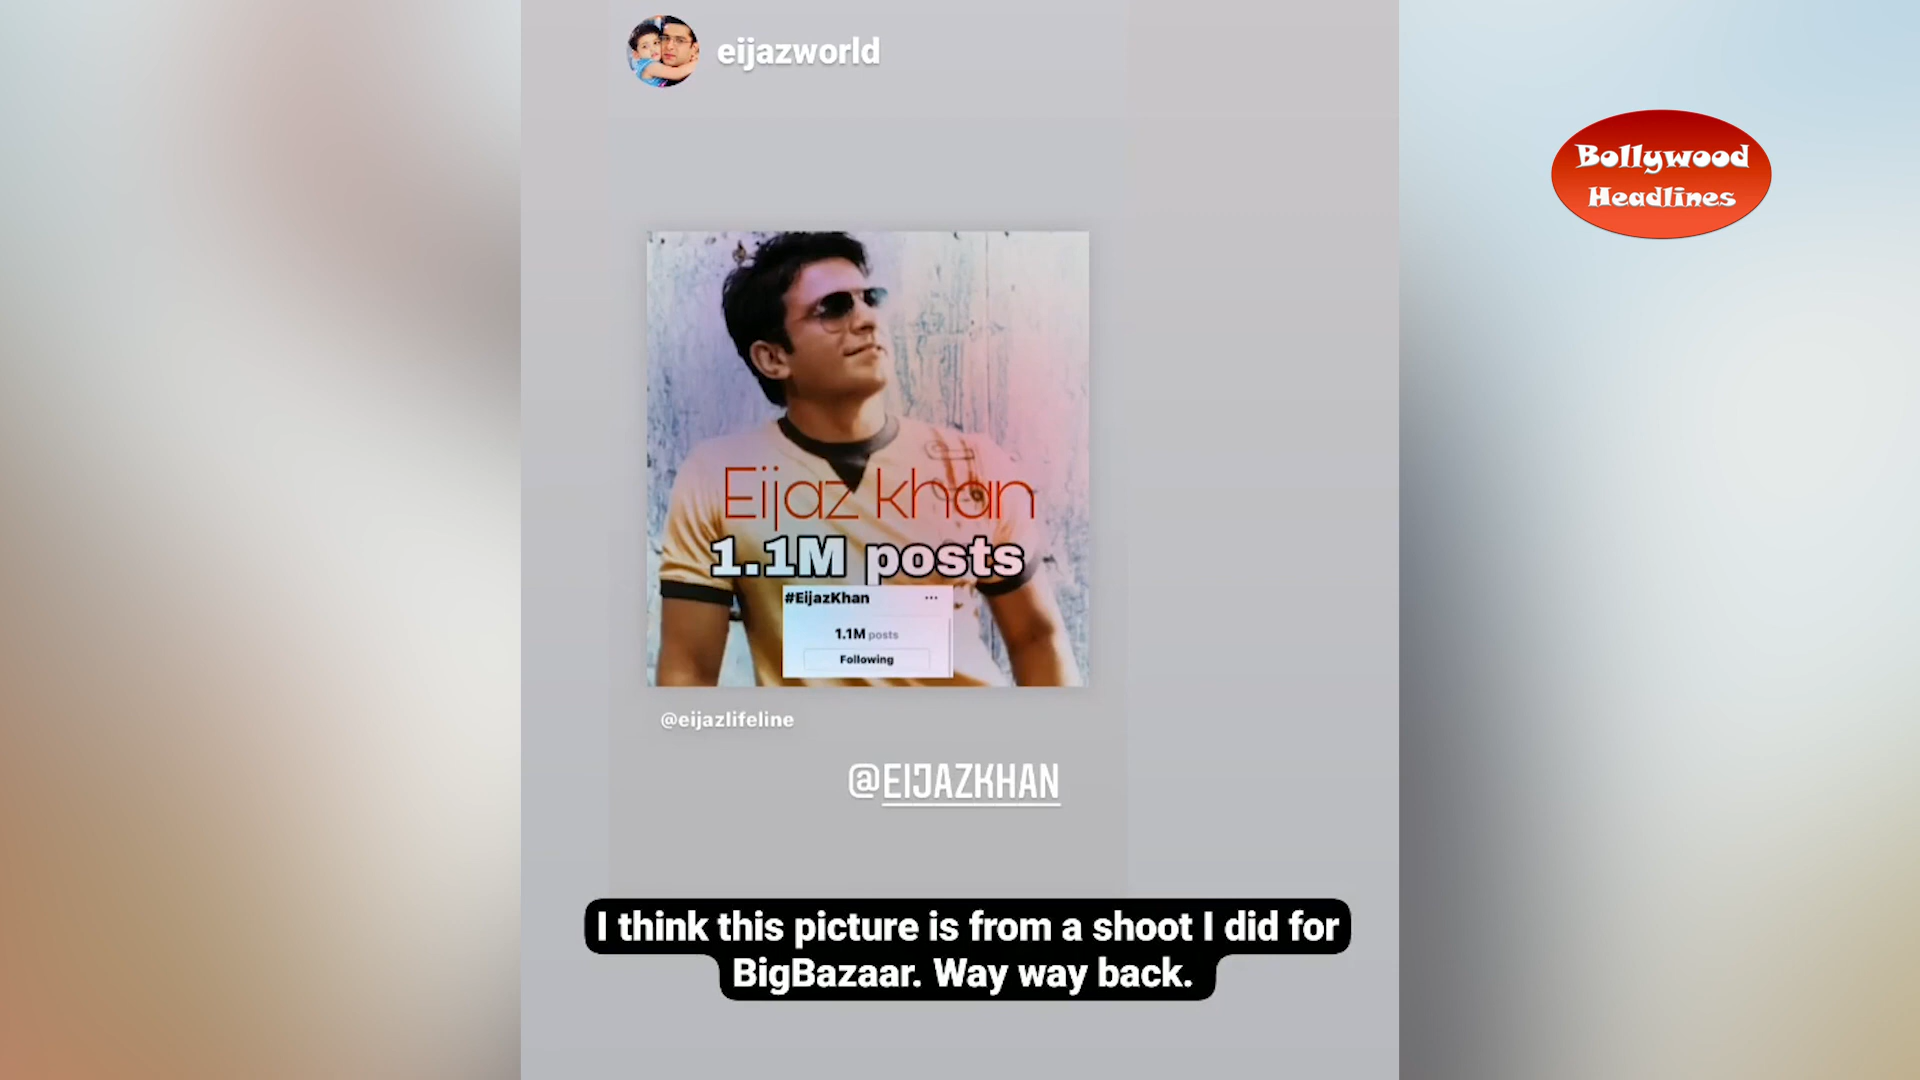 eijazworld
Bollywood
Headlines
Eijaz khan
1.1M posts
#EijazKhan ...
1.1M posts
Following
@eijazlifeline
@EIJAZKHAN
I think this picture is from a shoot I did for
BigBazaar. Way way back.